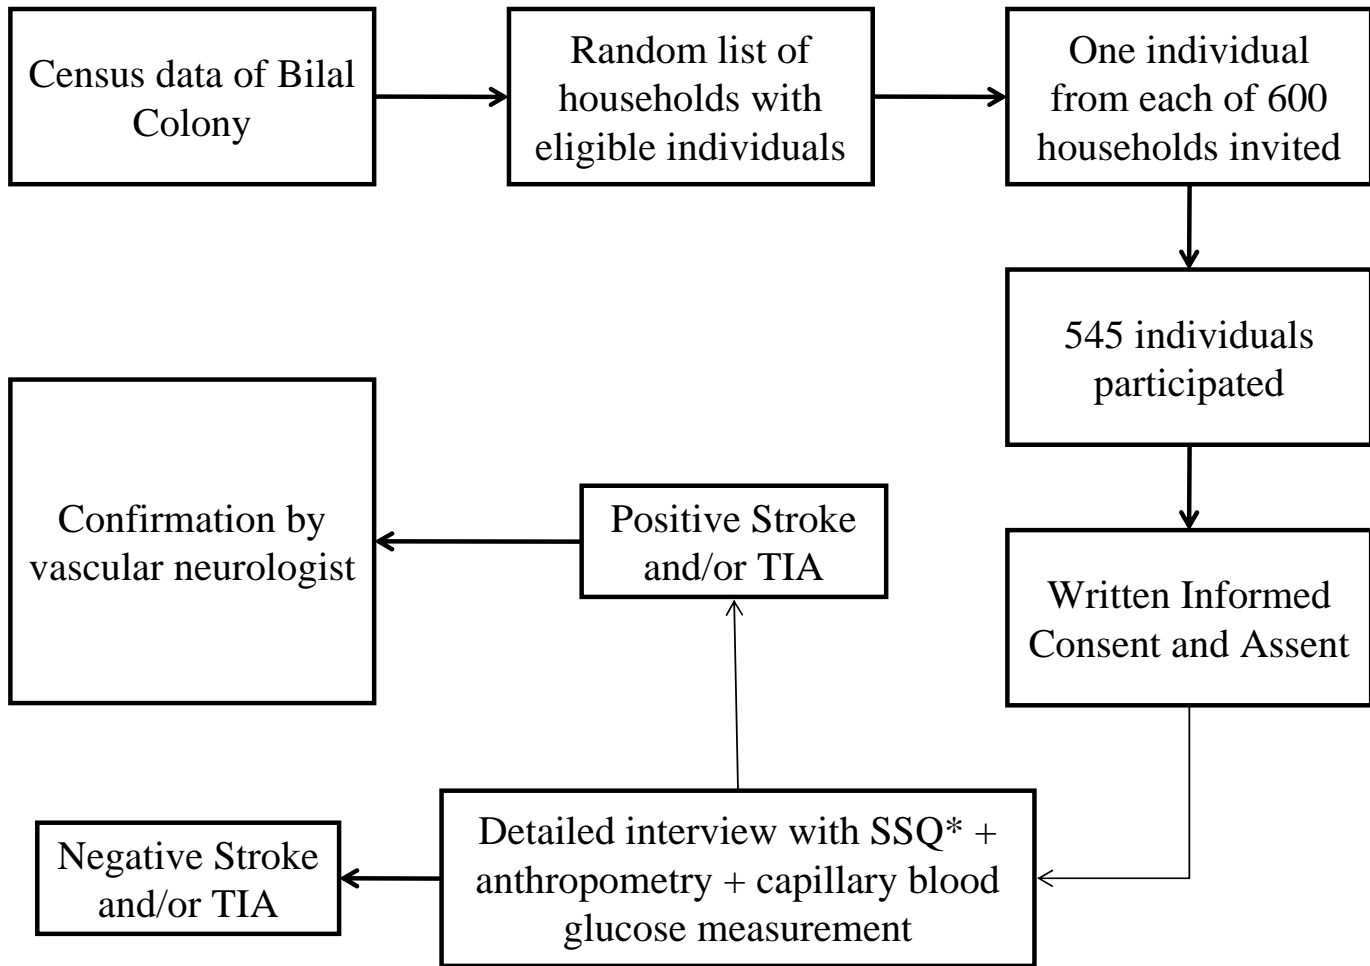 Census data of Bilal
Colony
Random list of
households with
eligible individuals
One individual
from each of 600
households invited
545 individuals
participated
Written Informed
Consent and Assent
Detailed interview with SSQ* +
anthropometry + capillary blood
glucose measurement
Positive Stroke
and/or TIA
Confirmation by
vascular neurologist
Negative Stroke
and/or TIA